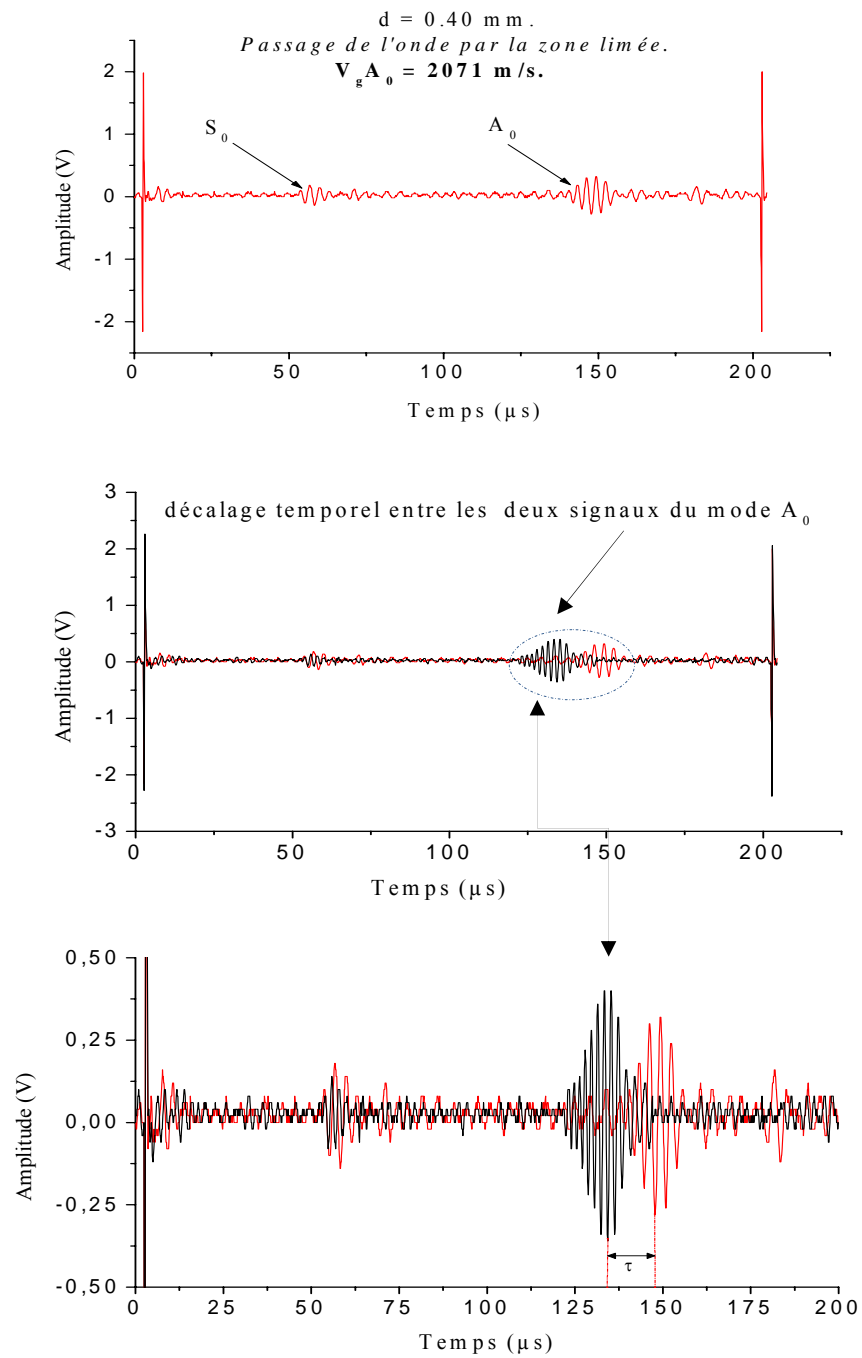 d = 0.40 mm.
Passage de l'onde par la zone limée.
VgA0 = 2071 m/s.
S0
A0
2
1
0
-1
-2
Amplitude (V)
0 50 100 150 200
Temps (µs)
décalage temporel entre les deux signaux du mode A0
3
2
1
0
-1
-2
-3
Amplitude (V)
0 50 100 150 200
Temps (µs)
0,50
0,25
0,00
-0,25
-0,50
Amplitude (V)
τ
0 25 50 75 100 125 150 175 200
Temps (µs)